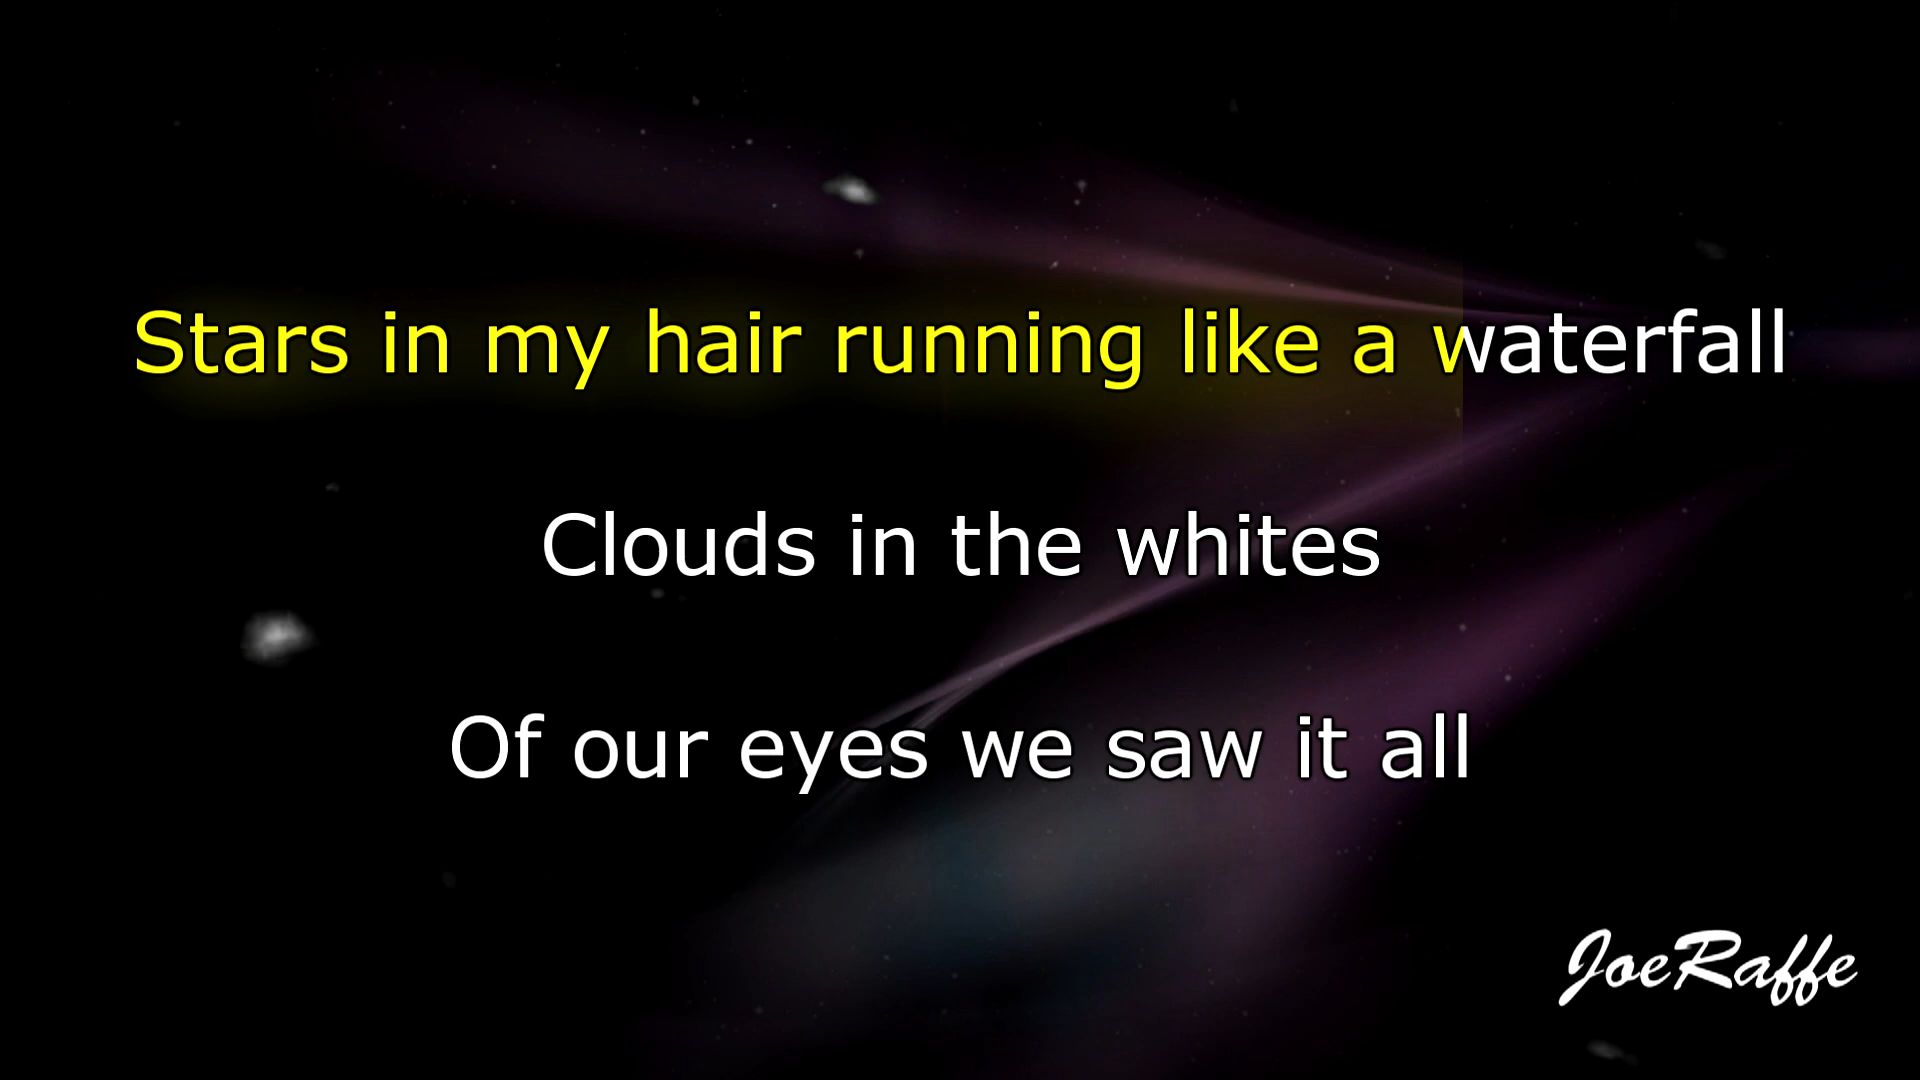 Stars in my hair running like a waterfall
Clouds in the whites
Of our eyes we saw it all
JoeRaffe